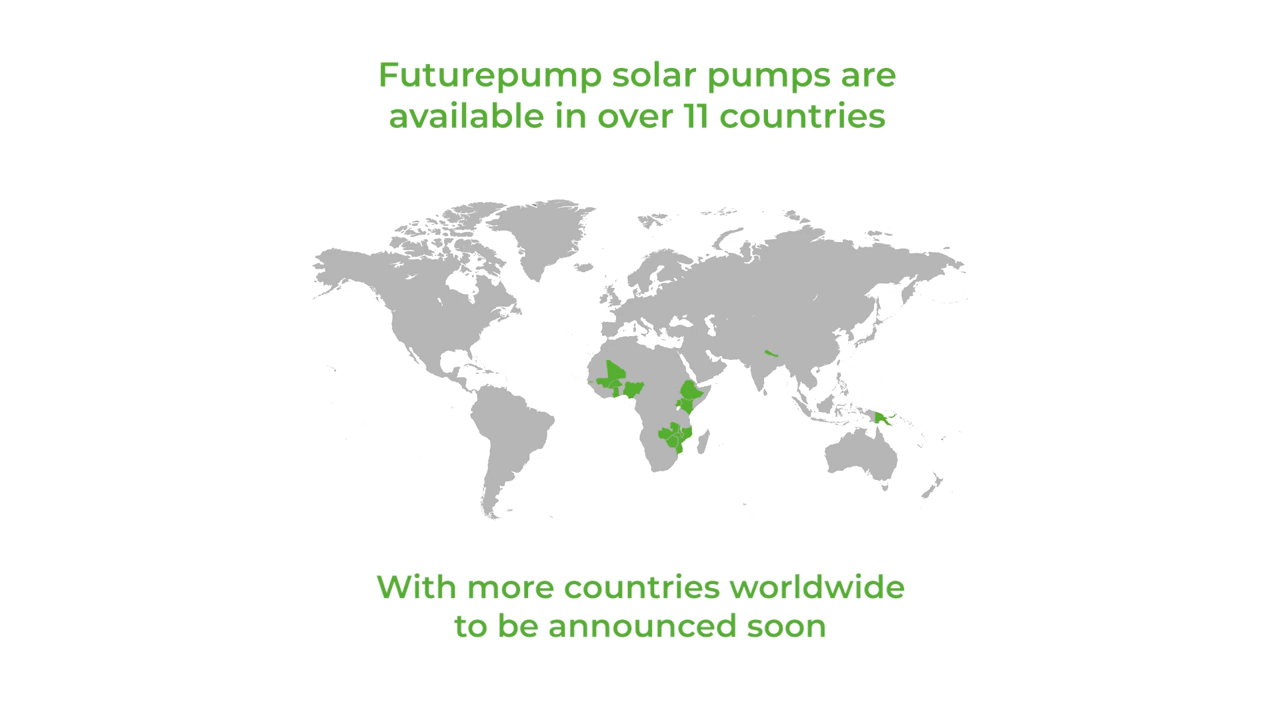 Futurepump solar pumps are
available in over 11 countries
With more countries worldwide
to be announced soon